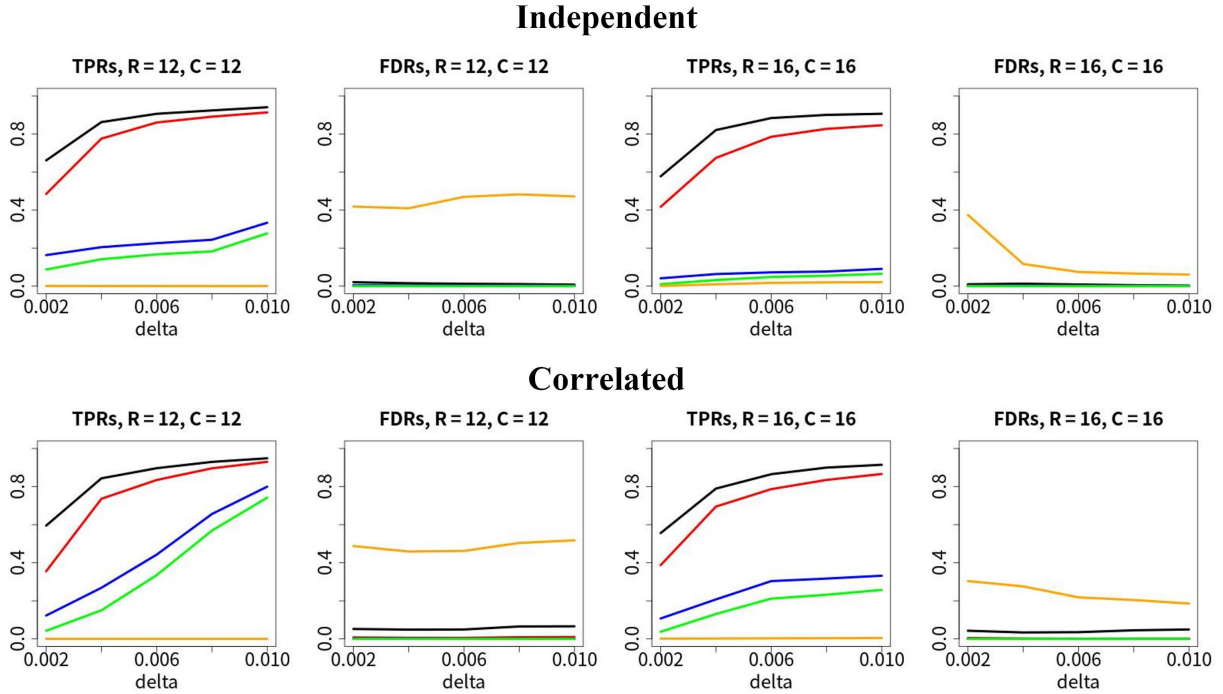 Independent
TPRs, R = 12, C = 12
0.8
0.4
0.0
0.002 0.006 0.010
delta
FDRs, R = 12, C = 12
0.8
0.4
0.0
0.002 0.006 0.010
delta
TPRs, R = 16, C = 16
0.8
0.4
0.0
0.002 0.006 0.010
delta
FDRs, R = 16, C = 16
0.8
0.4
0.0
0.002 0.006 0.010
delta
Correlated
TPRs, R = 12, C = 12
0.8
0.4
0.0
0.002 0.006 0.010
delta
FDRs, R = 12, C = 12
0.8
0.4
0.0
0.002 0.006 0.010
delta
TPRs, R = 16, C = 16
0.8
0.4
0.0
0.002 0.006 0.010
delta
FDRs, R = 16, C = 16
0.8
0.4
0.0
0.002 0.006 0.010
delta